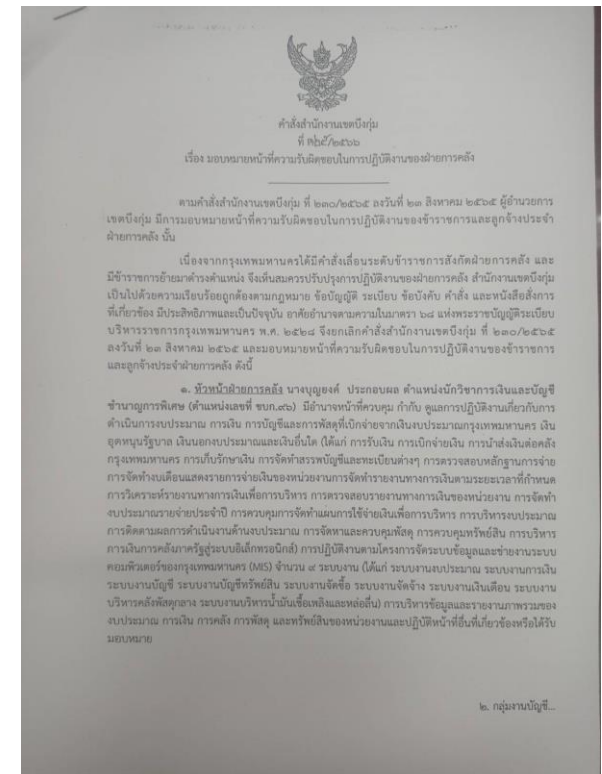 คำสั่งสำนักงานเขตบึงกุ่ม
ที่ /๒๕๖๖
เรื่อง มอบหมายหน้าที่ความรับผิดชอบในการปฏิบัติงานของฝ่ายการคลัง
ตามคำสั่งสำนักงานเขตบึงกุ่ม ที่ ๒๓๐/๒๕๖๕ ลงวันที่ ๒๓ สิงหาคม ๒๕๖๕ ผู้อำนวยการ
เขตบึงกุ่ม มีการมอบหมายหน้าที่ความรับผิดชอบในการปฏิบัติงานของข้าราชการและลูกจ้างประจำ
ฝ่ายการคลัง นั้น
เนื่องจากกรุงเทพมหานครได้มีคำสั่งเลื่อนระดับข้าราชการสังกัดฝ่ายการคลัง และ
มีข้าราชการย้ายมาดำรงตำแหน่ง จึงเห็นสมควรปรับปรุงการปฏิบัติงานของฝ่ายการคลัง สำนักงานเขตบึงกุ่ม
เป็นไปด้วยความเรียบร้อยถูกต้องตามกฎหมาย ข้อบัญญัติ ระเบียบ ข้อบังคับ คำสั่ง และหนังสือสั่งการ
ที่เกี่ยวข้อง มีประสิทธิภาพและเป็นปัจจุบัน อาศัยอำนาจตามความในมาตรา ๖๘ แห่งพระราชบัญญัติระเบียบ
บริหารราชการกรุงเทพมหานคร พ.ศ. ๒๕๒๘ จึงยกเลิกคำสั่งสำนักงานเขตบึงกุ่ม ที่ ๒๓๐/๒๕๖๕
ลงวันที่ ๒๓ สิงหาคม ๒๕๖๕ และมอบหมายหน้าที่ความรับผิดชอบในการปฏิบัติงานของข้าราชการ
และลูกจ้างประจำฝ่ายการคลัง ดังนี้
๑. หัวหน้าฝ่ายการคลัง นางบุญยงค์ ประกอบผล ตำแหน่งนักวิชาการเงินและบัญชี
ชำนาญการพิเศษ (ตำแหน่งเลขที่ ขบก.๙๖) มีอำนาจหน้าที่ควบคุม กำกับ ดูแลการปฏิบัติงานเกี่ยวกับการ
ดำเนินการงบประมาณ การเงิน การบัญชีและการพัสดุที่เบิกจ่ายจากเงินงบประมาณกรุงเทพมหานคร เงิน
อุดหนุนรัฐบาล เงินนอกงบประมาณและเงินอื่นใด (ได้แก่ การรับเงิน การเบิกจ่ายเงิน การนำส่งเงินต่อคลัง
กรุงเทพมหานคร การเก็บรักษาเงิน การจัดทำสรรพบัญชีและทะเบียนต่างๆ การตรวจสอบหลักฐานการจ่าย
การจัดทำงบเดือนแสดงรายการจ่ายเงินของหน่วยงานการจัดทำรายงานทางการเงินตามระยะเวลาที่กำหนด
การวิเคราะห์รายงานทางการเงินเพื่อการบริหาร การตรวจสอบรายงานทางการเงินของหน่วยงาน การจัดทำ
งบประมาณรายจ่ายประจำปี การควบคุมการจัดทำแผนการใช้จ่ายเงินเพื่อการบริหาร การบริหารงบประมาณ
การติดตามผลการดำเนินงานด้านงบประมาณ การจัดหาและควบคุมพัสดุ การควบคุมทรัพย์สิน การบริหาร
การเงินการคลังภาครัฐสู่ระบบอิเล็กทรอนิกส์) การปฏิบัติงานตามโครงการจัดระบบข้อมูลและข่ายงานระบบ
คอมพิวเตอร์ของกรุงเทพมหานคร (MIS) จำนวน ๙ ระบบงาน (ได้แก่ ระบบงานงบประมาณ ระบบงานการเงิน
ระบบงานบัญชี ระบบงานบัญชีทรัพย์สิน ระบบงานจัดซื้อ ระบบงานจัดจ้าง ระบบงานเงินเดือน ระบบงาน
บริหารคลังพัสดุกลาง ระบบงานบริหารน้ำมันเชื้อเพลิงและหล่อลื่น) การบริหารข้อมูลและรายงานภาพรวมของ
งบประมาณ การเงิน การคลัง การพัสดุ และทรัพย์สินของหน่วยงานและปฏิบัติหน้าที่อื่นที่เกี่ยวข้องหรือได้รับ
มอบหมาย
๒. กลุ่มงานบัญชี...